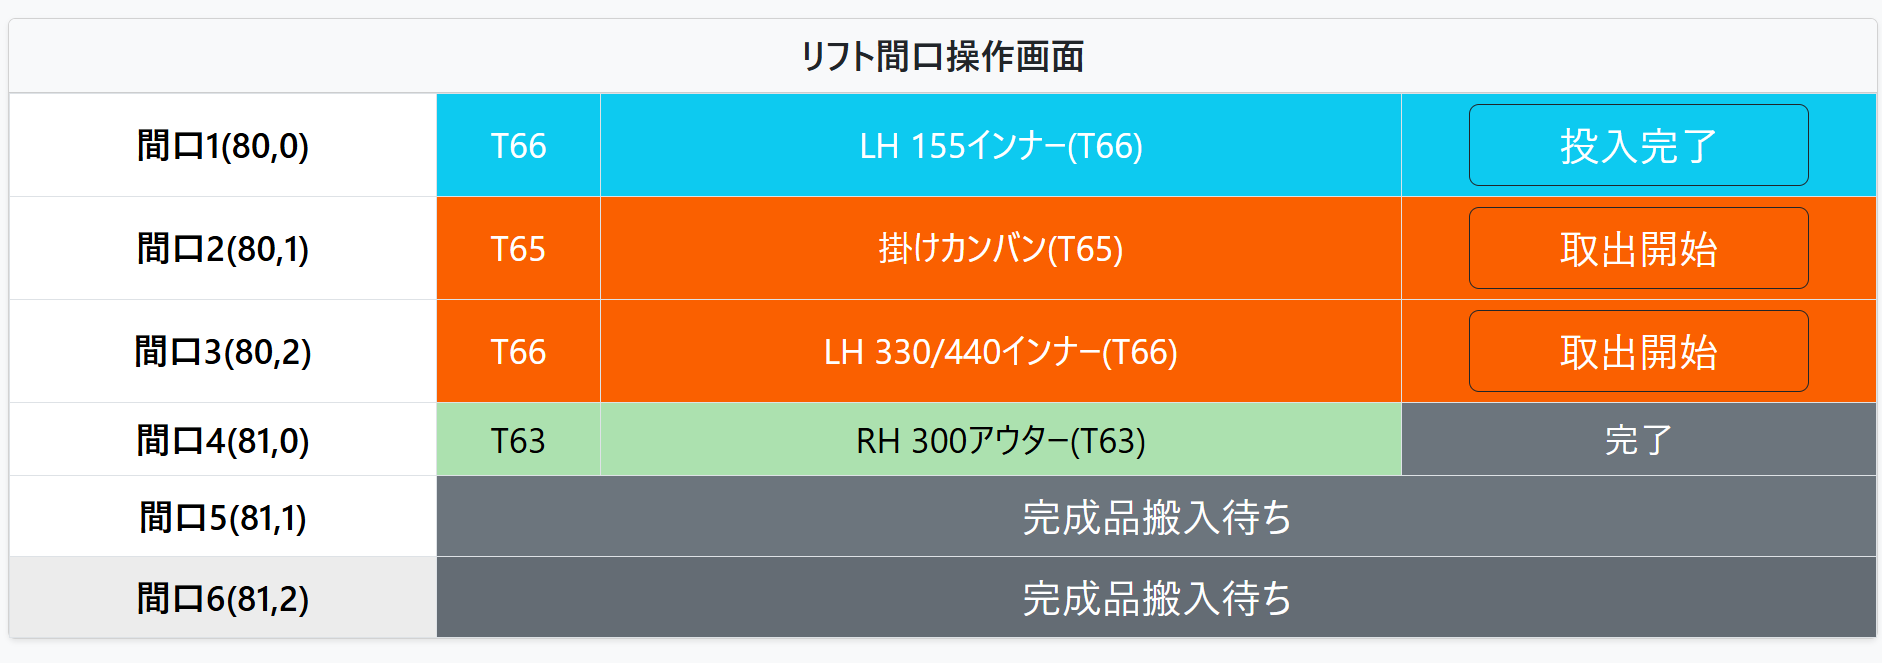 リフト間口操作画面
間口1(80,0) T66 LH 155インナー(T66) 投入完了
間口2(80,1) T65 掛けカンバン(T65) 取出開始
間口3(80,2) T66 LH 330/440インナー(T66) 取出開始
間口4(81,0) T63 RH 300アウター(T63) 完了
間口5(81,1) 完成品搬入待ち
間口6(81,2) 完成品搬入待ち